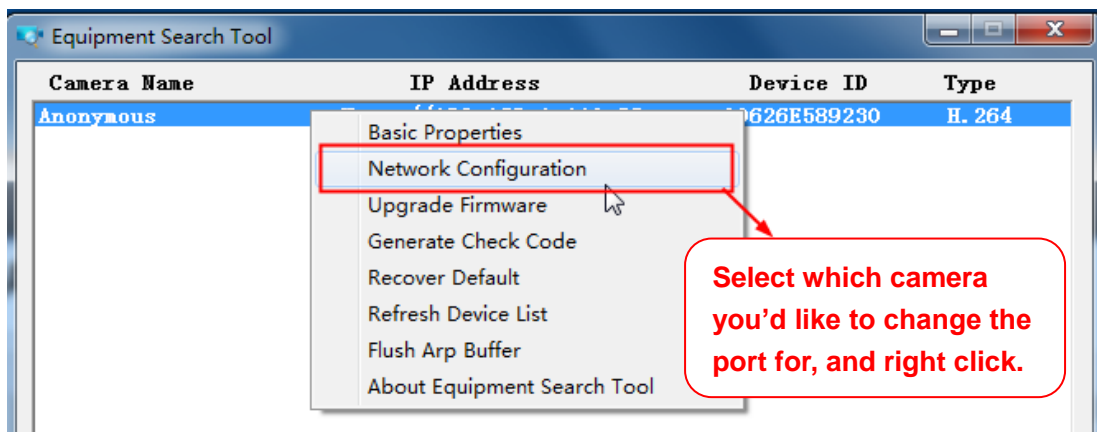 Equipment Search Tool
Camera Name IP Address Device ID Type
Anonymous H.264
Basic Properties
Network Configuration
Upgrade Firmware
Generate Check Code
Recover Default
Refresh Device List
Flush Arp Buffer
About Equipment Search Tool
Select which camera
you'd like to change the
port for, and right click.